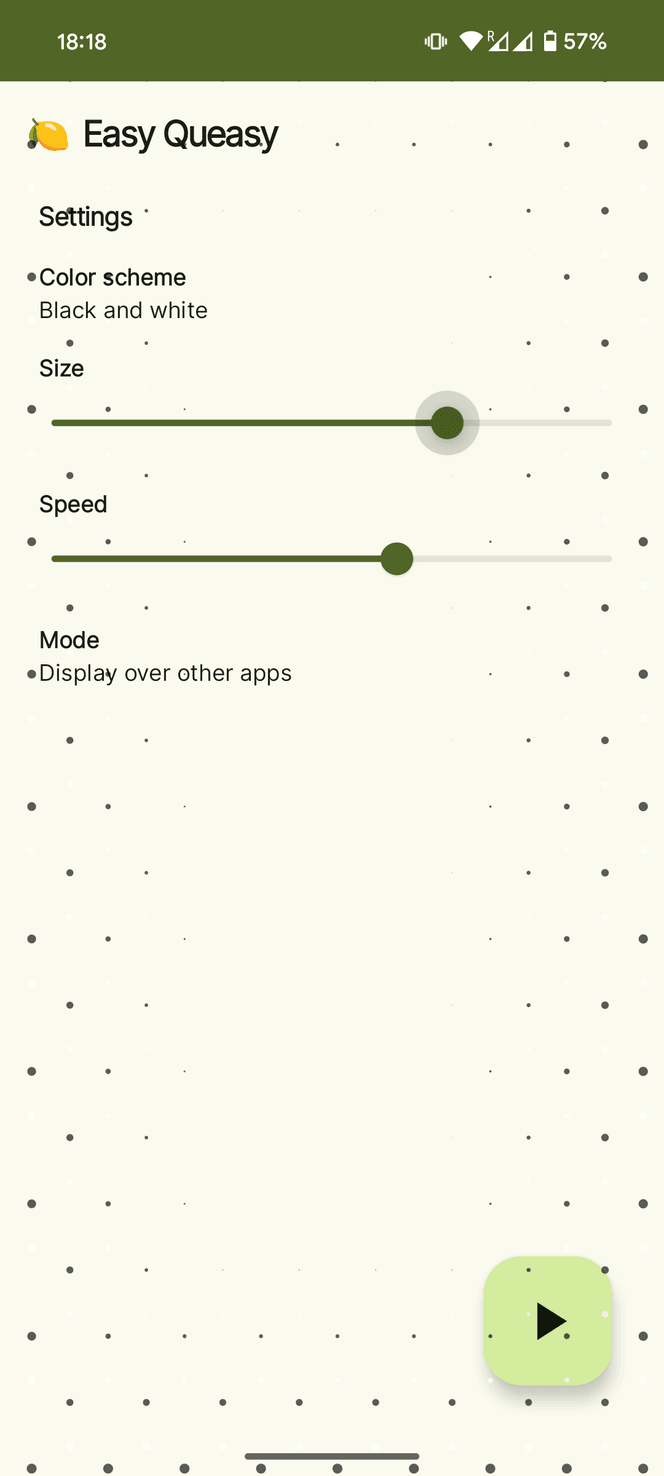 18:18 R 57%
🍋 Easy Queasy
Settings
Color scheme
Black and white
Size
Speed
Mode
Display over other apps